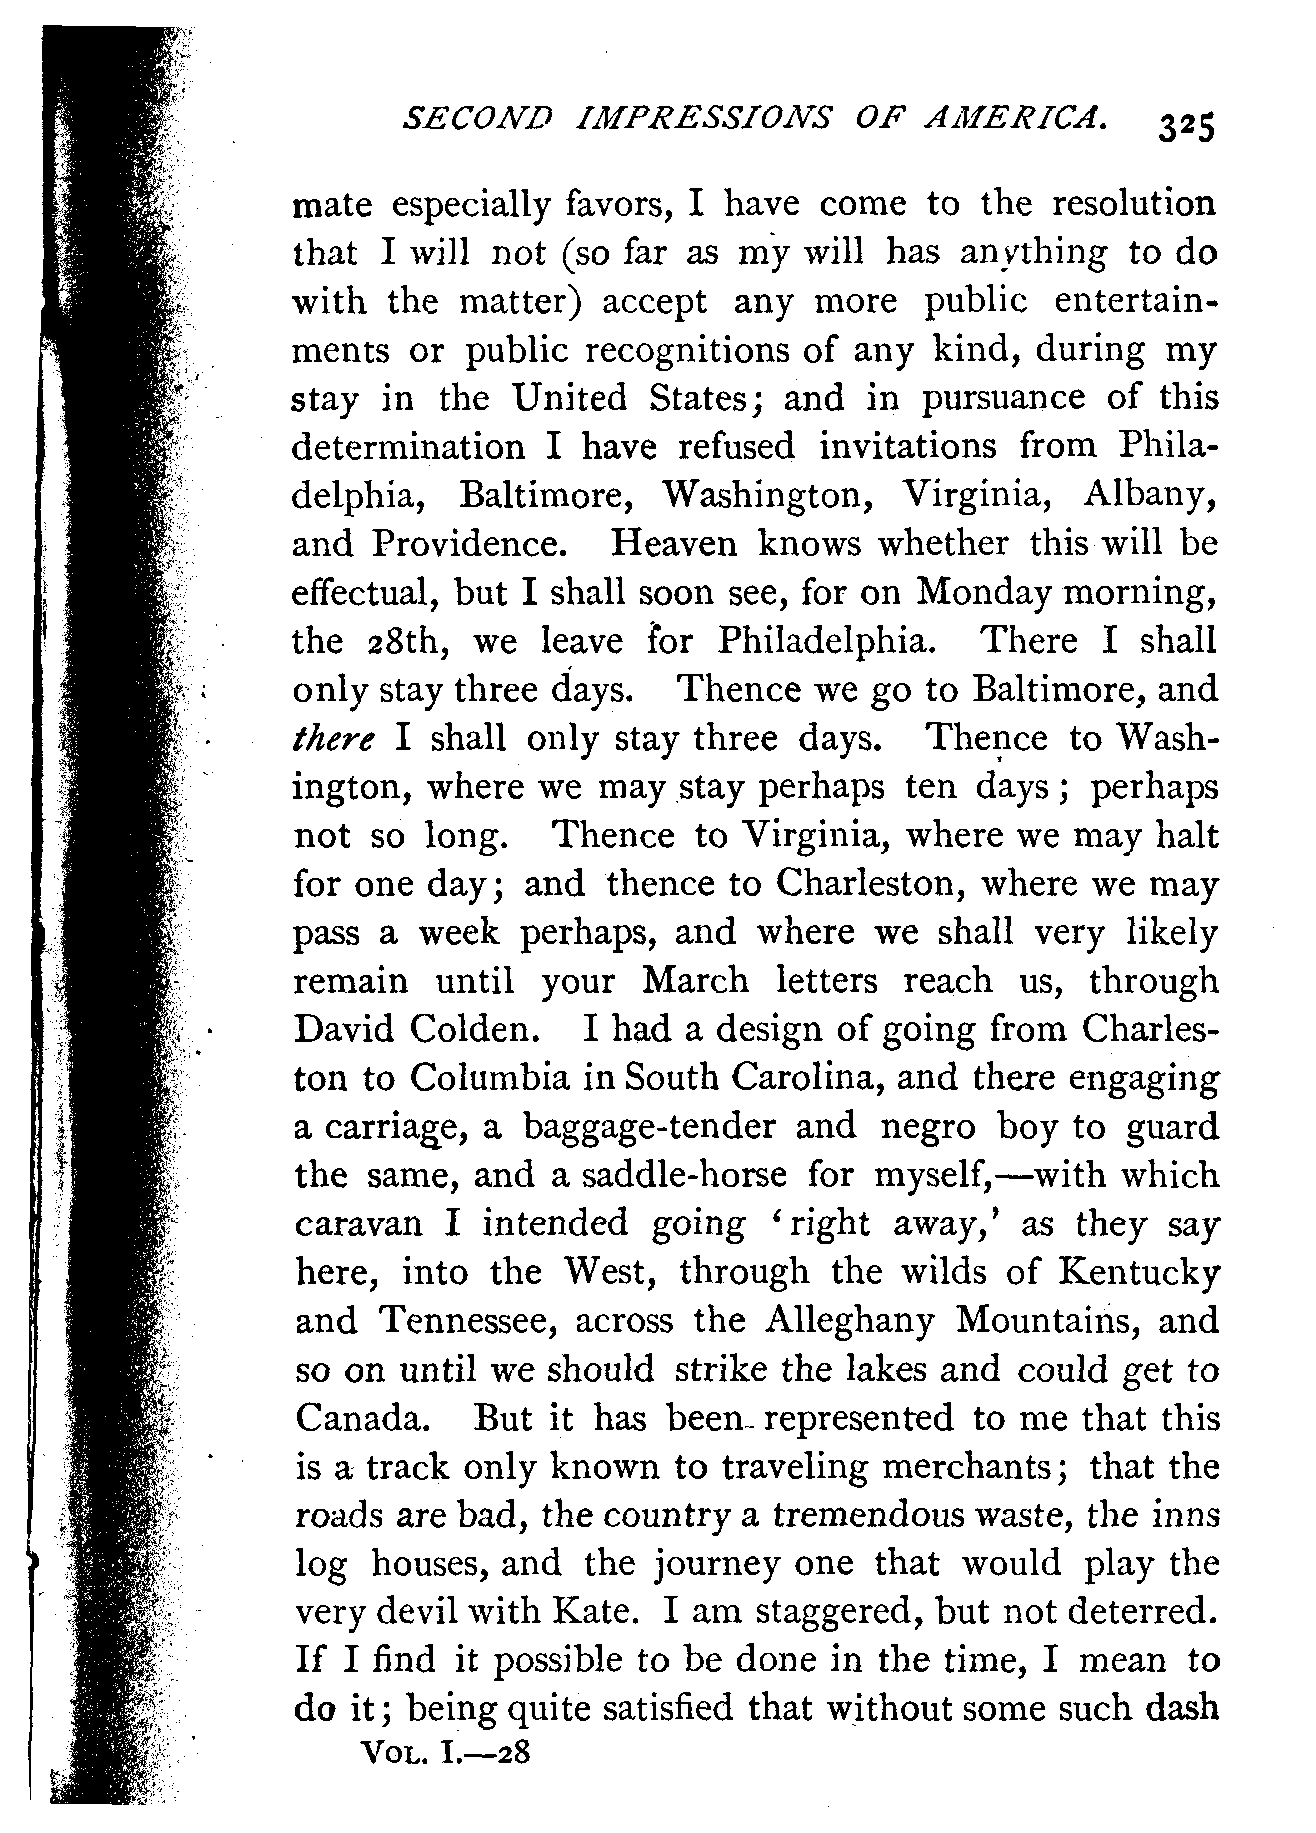 SECOND IMPRESSIONS OF AMERICA. 325
mate especially favors, I have come to the resolution
that I will not (so far as my will has anything to do
with the matter) accept any more public entertain-
ments or public recognitions of any kind, during my
stay in the United States; and in pursuance of this
determination I have refused invitations from Phila-
delphia, Baltimore, Washington, Virginia, Albany,
and Providence. Heaven knows whether this will be
effectual, but I shall soon see, for on Monday morning,
the 28th, we leave for Philadelphia. There I shall
only stay three days. Thence we go to Baltimore, and
there I shall only stay three days. Thence to Wash-
ington, where we may stay perhaps ten days; perhaps
not so long. Thence to Virginia, where we may halt
for one day; and thence to Charleston, where we may
pass a week perhaps, and where we shall very likely
remain until your March letters reach us, through
David Colden. I had a design of going from Charles-
ton to Columbia in South Carolina, and there engaging
a carriage, a baggage-tender and negro boy to guard
the same, and a saddle-horse for myself,—with which
caravan I intended going ‘right away,’ as they say
here, into the West, through the wilds of Kentucky
and Tennessee, across the Alleghany Mountains, and
so on until we should strike the lakes and could get to
Canada. But it has been represented to me that this
is a track only known to traveling merchants; that the
roads are bad, the country a tremendous waste, the inns
log houses, and the journey one that would play the
very devil with Kate. I am staggered, but not deterred.
If I find it possible to be done in the time, I mean to
do it; being quite satisfied that without some such dash
VOL. I.—28